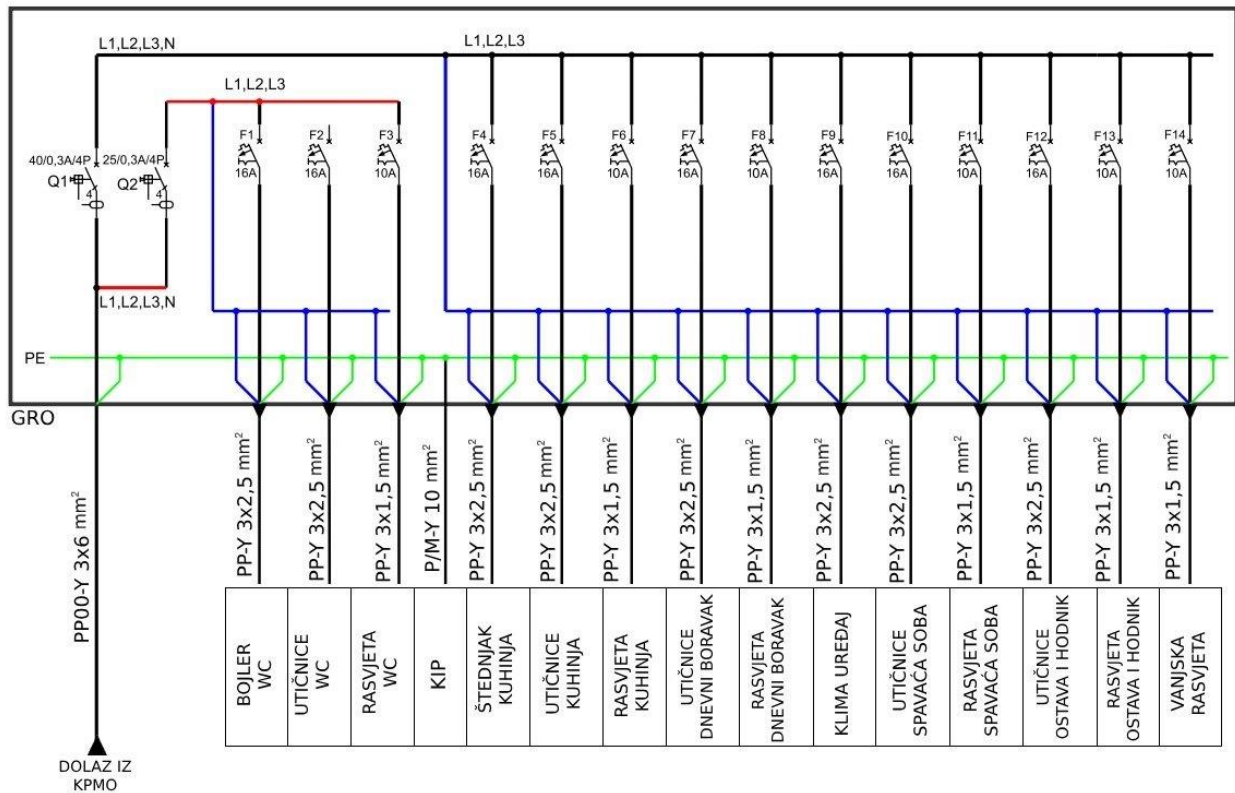 L1,L2,L3,N
L1,L2,L3
L1,L2,L3
40/0,3A/4P
Q1
4
25/0,3A/4P
Q2
4
F1
16A
F2
16A
F3
10A
F4
16A
F5
16A
F6
10A
F7
16A
F8
10A
F9
16A
F10
16A
F11
10A
F12
16A
F13
10A
F14
10A
L1,L2,L3,N
PE
GRO
PP00-Y 3x6 mm²
PP-Y 3x2,5 mm²
PP-Y 3x2,5 mm²
PP-Y 3x1,5 mm²
P/M-Y 10 mm²
PP-Y 3x2,5 mm²
PP-Y 3x2,5 mm²
PP-Y 3x1,5 mm²
PP-Y 3x2,5 mm²
PP-Y 3x1,5 mm²
PP-Y 3x2,5 mm²
PP-Y 3x2,5 mm²
PP-Y 3x1,5 mm²
PP-Y 3x2,5 mm²
PP-Y 3x1,5 mm²
PP-Y 3x1,5 mm²
BOJLER
WC
UTIČNICE
WC
RASVJETA
WC
KIP
ŠTEDNJAK
KUHINJA
UTIČNICE
KUHINJA
RASVJETA
KUHINJA
UTIČNICE
DNEVNI BORAVAK
RASVJETA
DNEVNI BORAVAK
KLIMA UREĐAJ
UTIČNICE
SPAVAĆA SOBA
RASVJETA
SPAVAĆA SOBA
UTIČNICE
OSTAVA I HODNIK
RASVJETA
OSTAVA I HODNIK
VANJSKA
RASVJETA
DOLAZ IZ
KPMO